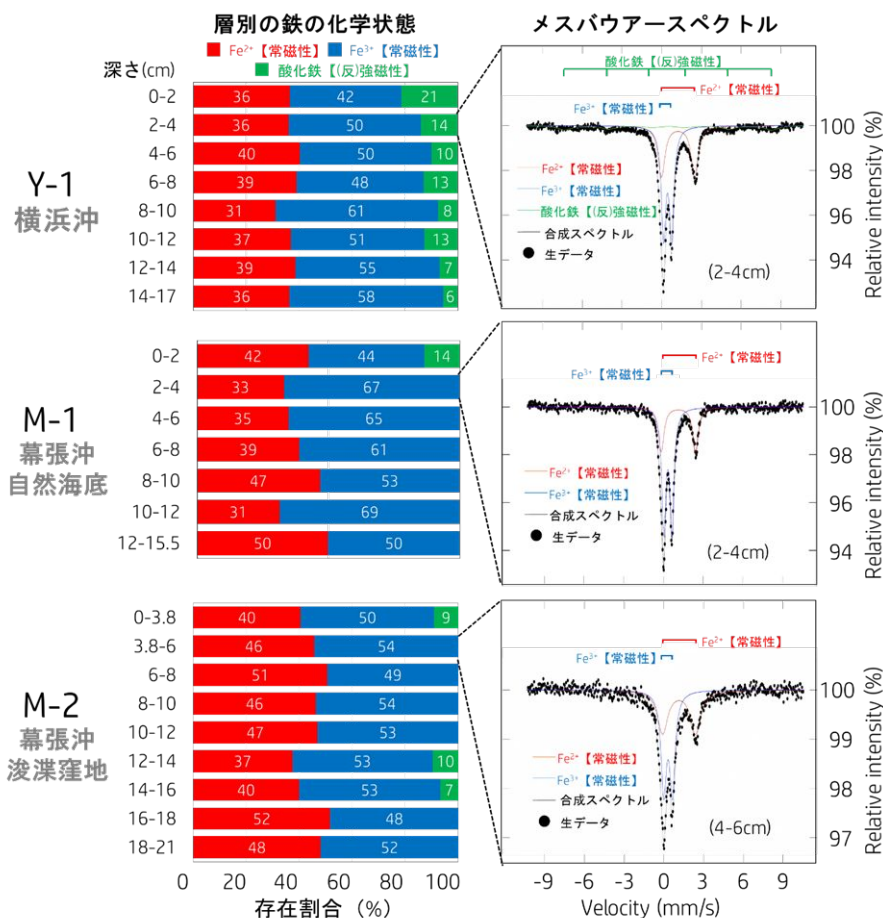 層別の鉄の化学状態
Fe²⁺【常磁性】 Fe³⁺【常磁性】
酸化鉄【(反)強磁性】
深さ(cm)
Y-1
横浜沖
0-2 36 42 21
2-4 36 50 14
4-6 40 50 10
6-8 39 48 13
8-10 31 61 8
10-12 37 51 13
12-14 39 55 7
14-17 36 58 6
M-1
幕張沖
自然海底
0-2 42 44 14
2-4 33 67
4-6 35 65
6-8 39 61
8-10 47 53
10-12 31 69
12-15.5 50 50
M-2
幕張沖
浚渫窪地
0-3.8 40 50 9
3.8-6 46 54
6-8 51 49
8-10 46 54
10-12 47 53
12-14 37 53 10
14-16 40 53 7
16-18 52 48
18-21 48 52
0 20 40 60 80 100
存在割合 (%)
メスバウアースペクトル
酸化鉄【(反)強磁性】
Fe²⁺【常磁性】
Fe³⁺【常磁性】
Fe²⁺【常磁性】
Fe³⁺【常磁性】
酸化鉄【(反)強磁性】
合成スペクトル
生データ
(2-4cm)
100
98
96
94
Relative intensity (%)
Fe²⁺【常磁性】
Fe³⁺【常磁性】
Fe²⁺【常磁性】
Fe³⁺【常磁性】
合成スペクトル
生データ
(2-4cm)
100
98
96
94
Relative intensity (%)
Fe²⁺【常磁性】
Fe³⁺【常磁性】
Fe²⁺【常磁性】
Fe³⁺【常磁性】
合成スペクトル
生データ
(4-6cm)
100
99
98
97
Relative intensity (%)
-9 -6 -3 0 3 6 9
Velocity (mm/s)